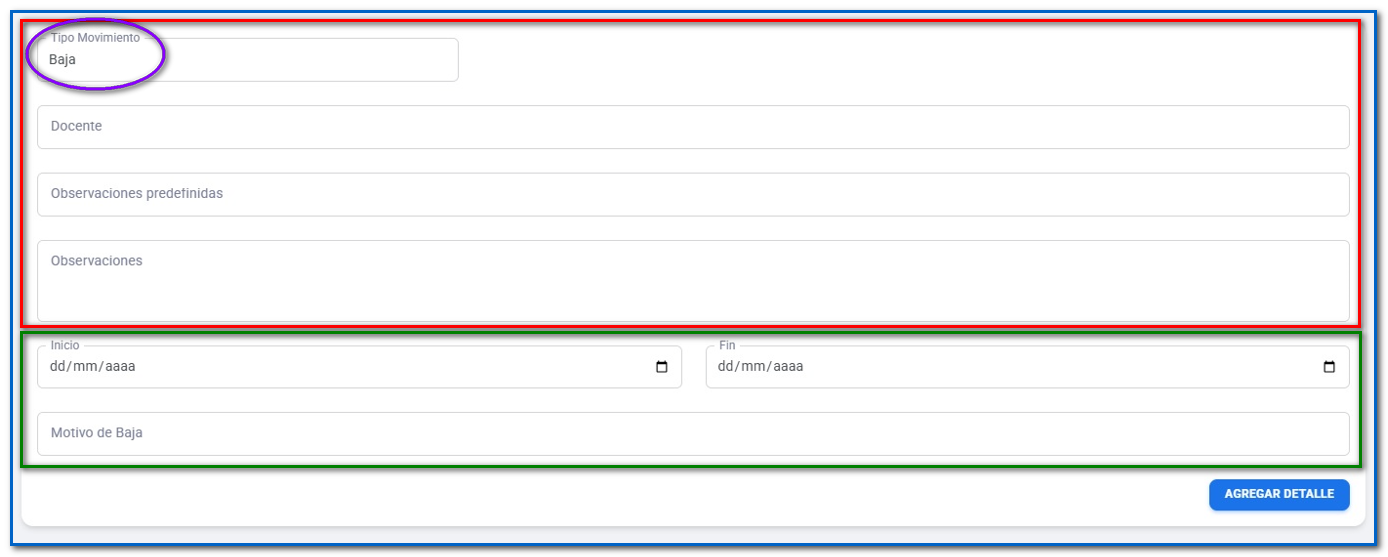 Tipo Movimiento
Baja
Docente
Observaciones predefinidas
Observaciones
Inicio
dd/mm/aaaa
Fin
dd/mm/aaaa
Motivo de Baja
AGREGAR DETALLE